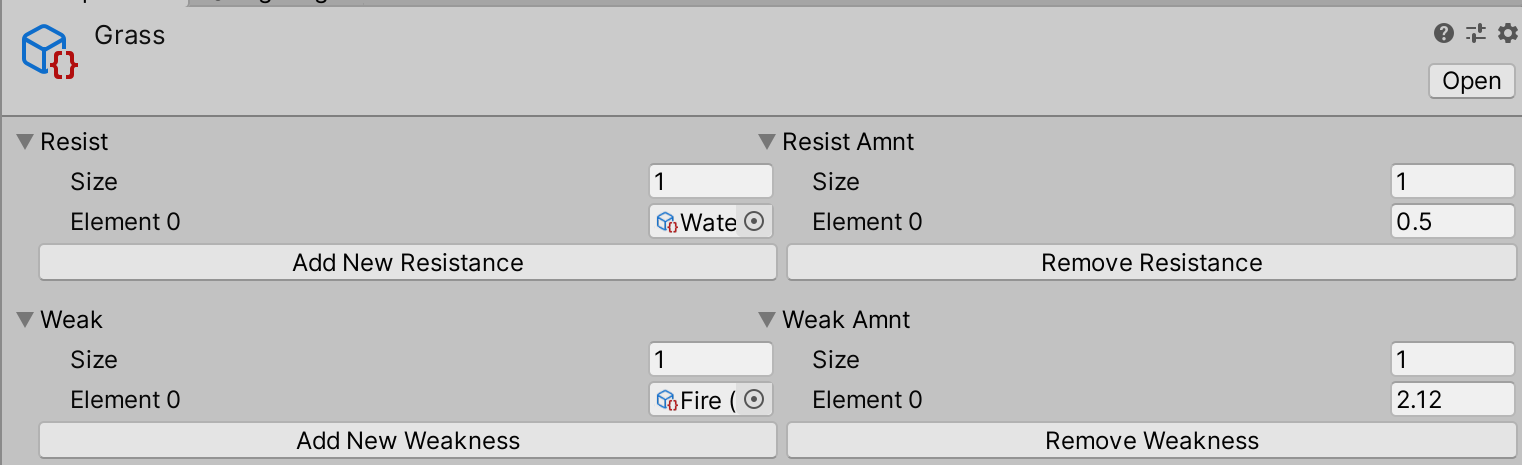 Grass
Open
Resist Resist Amnt
Size 1 Size 1
Element 0 Wate Element 0 0.5
Add New Resistance Remove Resistance
Weak Weak Amnt
Size 1 Size 1
Element 0 Fire ( Element 0 2.12
Add New Weakness Remove Weakness